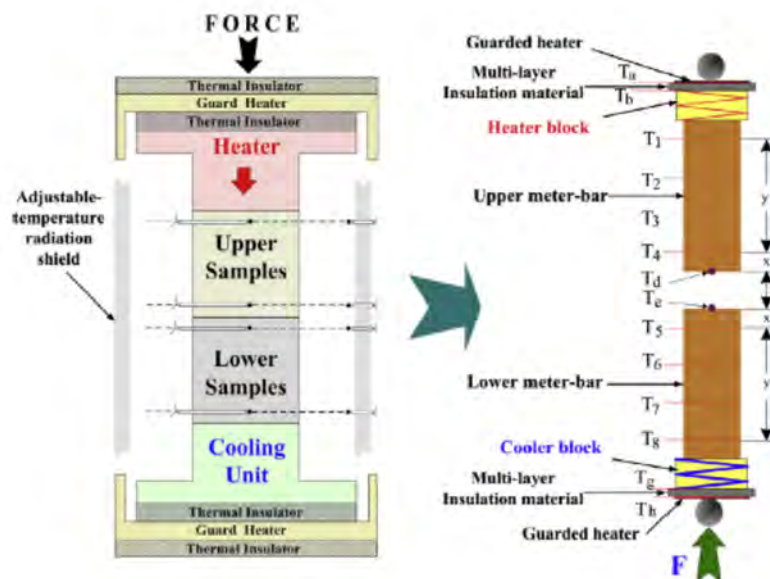 FORCE
Thermal Insulator
Guard Heater
Thermal Insulator
Heater
Adjustable-
temperature
radiation
shield
Upper
Samples
Lower
Samples
Cooling
Unit
Thermal Insulator
Guard Heater
Thermal Insulator
Guarded heater
Multi-layer
Insulation material
Ta
Tb
Heater block
T1
T2
Upper meter-bar
T3
T4
y
x
Td
Te
x
T5
T6
Lower meter-bar
T7
y
T8
Cooler block
Tg
Multi-layer
Insulation material
Th
Guarded heater
F